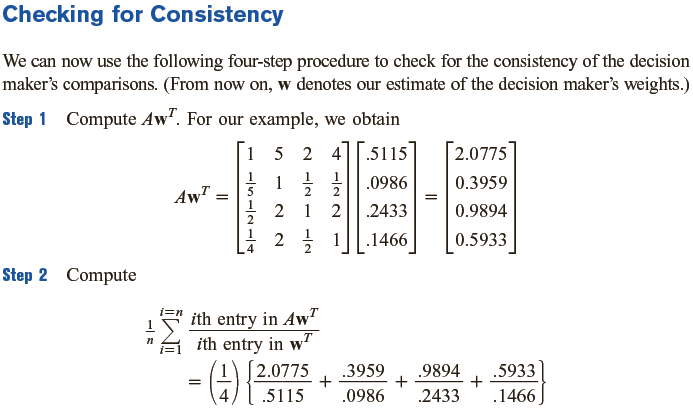 Checking for Consistency
We can now use the following four-step procedure to check for the consistency of the decision
maker's comparisons. (From now on, w denotes our estimate of the decision maker's weights.)
Step 1 Compute Awᵀ. For our example, we obtain
Awᵀ = [1 5 2 4; 1/5 1 1/2 1/2; 1/2 2 1 2; 1/4 2 1/2 1] [.5115; .0986; .2433; .1466] = [2.0775; 0.3959; 0.9894; 0.5933]
Step 2 Compute
1/n ∑_{i=1}^{i=n} (ith entry in Awᵀ)/(ith entry in wᵀ)
= (1/4) {2.0775/.5115 + .3959/.0986 + .9894/.2433 + .5933/.1466}